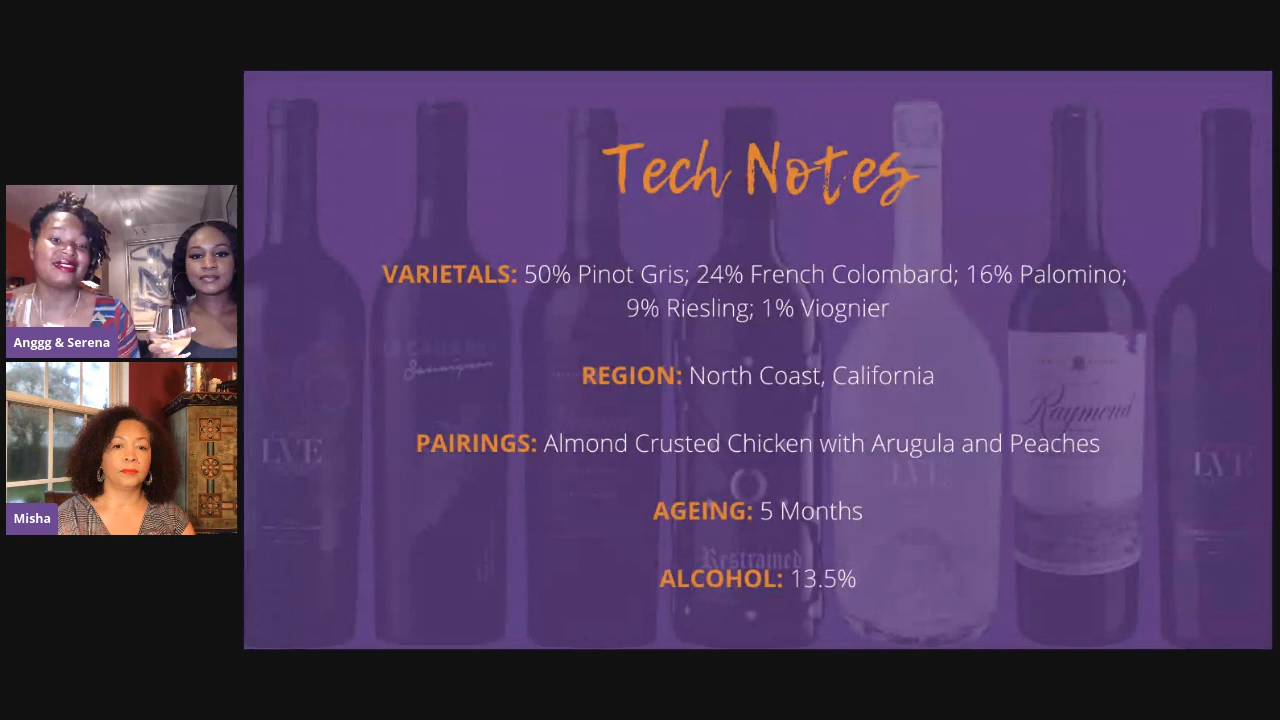 Tech Notes
VARIETALS: 50% Pinot Gris; 24% French Colombard; 16% Palomino;
9% Riesling; 1% Viognier
REGION: North Coast, California
PAIRINGS: Almond Crusted Chicken with Arugula and Peaches
AGEING: 5 Months
ALCOHOL: 13.5%
Anggg & Serena
Misha
LVE
CABERNET
Sauvignon
Restrained
LVE
Raymond
LVE